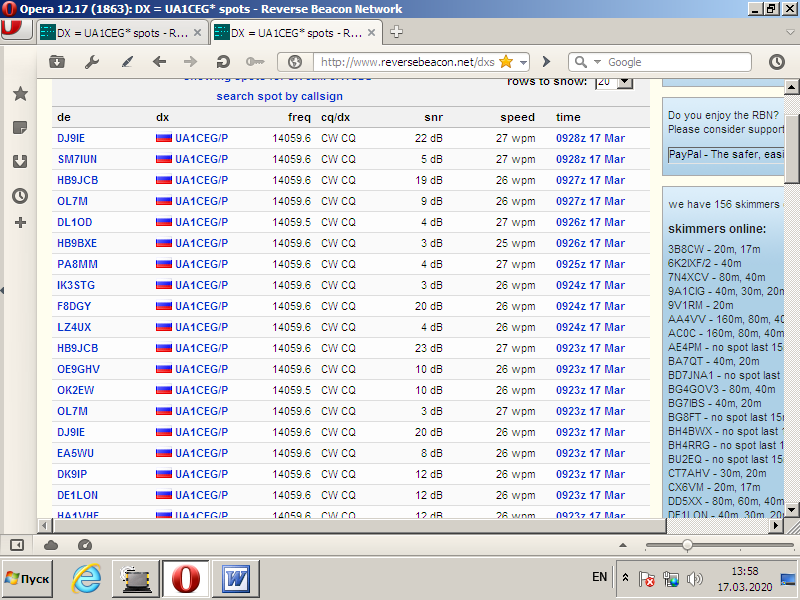 Opera 12.17 (1863): DX = UA1CEG* spots - Reverse Beacon Network
DX = UA1CEG* spots - R...
DX = UA1CEG* spots - R...
http://www.reversebeacon.net/dxs
Google
rows to show: 20
search spot by callsign
de dx freq cq/dx snr speed time
DJ9IE UA1CEG/P 14059.6 CW CQ 22 dB 27 wpm 0928z 17 Mar
SM7IUN UA1CEG/P 14059.6 CW CQ 5 dB 27 wpm 0928z 17 Mar
HB9JCB UA1CEG/P 14059.6 CW CQ 19 dB 26 wpm 0927z 17 Mar
OL7M UA1CEG/P 14059.6 CW CQ 9 dB 26 wpm 0927z 17 Mar
DL1OD UA1CEG/P 14059.5 CW CQ 4 dB 27 wpm 0926z 17 Mar
HB9BXE UA1CEG/P 14059.6 CW CQ 3 dB 25 wpm 0926z 17 Mar
PA8MM UA1CEG/P 14059.6 CW CQ 4 dB 27 wpm 0925z 17 Mar
IK3STG UA1CEG/P 14059.6 CW CQ 3 dB 26 wpm 0924z 17 Mar
F8DGY UA1CEG/P 14059.6 CW CQ 20 dB 26 wpm 0924z 17 Mar
LZ4UX UA1CEG/P 14059.6 CW CQ 4 dB 26 wpm 0924z 17 Mar
HB9JCB UA1CEG/P 14059.6 CW CQ 23 dB 27 wpm 0923z 17 Mar
OE9GHV UA1CEG/P 14059.6 CW CQ 10 dB 26 wpm 0923z 17 Mar
OK2EW UA1CEG/P 14059.5 CW CQ 10 dB 26 wpm 0923z 17 Mar
OL7M UA1CEG/P 14059.6 CW CQ 3 dB 27 wpm 0923z 17 Mar
DJ9IE UA1CEG/P 14059.6 CW CQ 20 dB 26 wpm 0923z 17 Mar
EA5WU UA1CEG/P 14059.6 CW CQ 8 dB 26 wpm 0923z 17 Mar
DK9IP UA1CEG/P 14059.6 CW CQ 12 dB 26 wpm 0923z 17 Mar
DE1LON UA1CEG/P 14059.6 CW CQ 12 dB 26 wpm 0923z 17 Mar
HA1VHF UA1CEG/P 14059.6 CW CQ 12 dB 26 wpm 0923z 17 Mar
Do you enjoy the RBN?
Please consider support
PayPal - The safer, easi
we have 156 skimmers
skimmers online:
3B8CW - 20m, 17m
6K2IXF/2 - 40m
7N4XCV - 80m, 40m
9A1CIG - 40m, 30m, 20m
9V1RM - 20m
AA4VV - 160m, 80m, 40
AC0C - 160m, 80m, 40m
AE4PM - no spot last 15
BA7QT - 40m, 20m
BD7JNA1 - no spot last
BG4GOV3 - 80m, 40m
BG7IBS - 40m, 20m
BG8FT - no spot last 15m
BH4BWX - no spot last
BH4RRG - no spot last 1
BU2EQ - no spot last 15m
CT7AHV - 30m, 20m
CX6VM - 20m, 17m
DD5XX - 80m, 60m, 40m
DE1LON - 40m, 30m, 20
Пуск
EN
13:58
17.03.2020